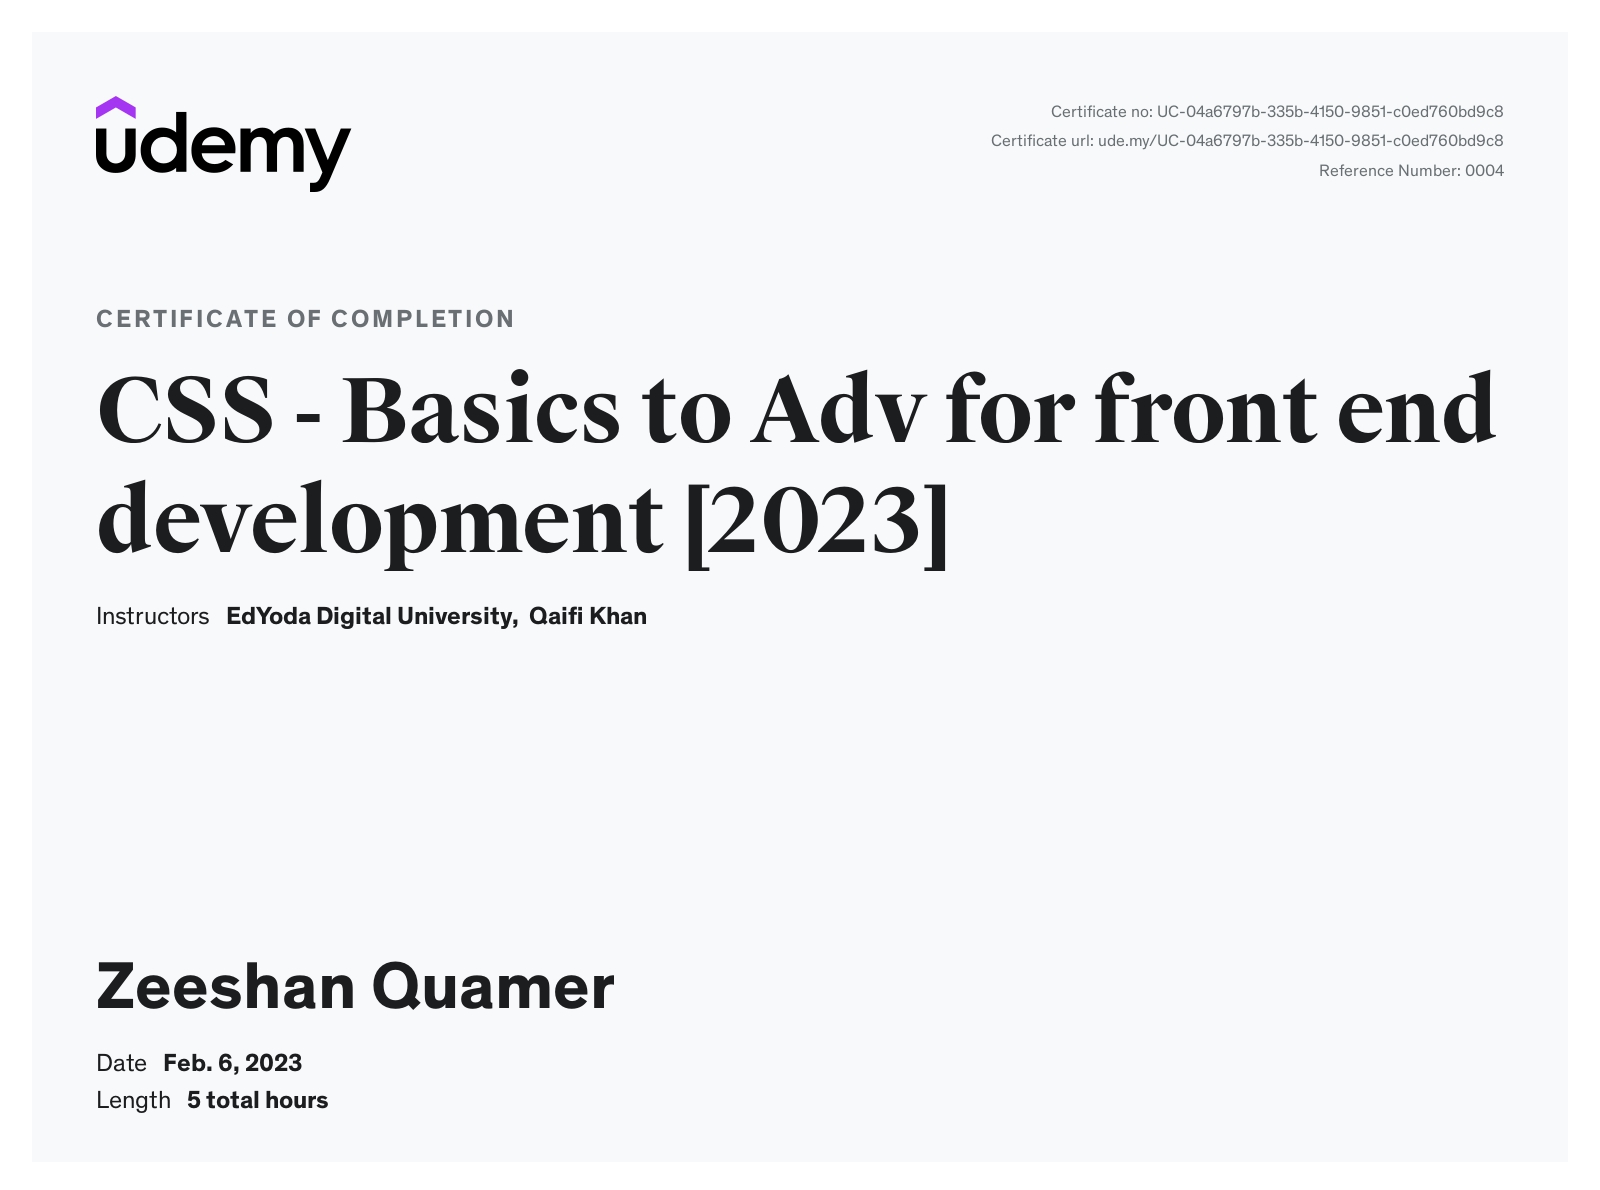 udemy
Certificate no: UC-04a6797b-335b-4150-9851-c0ed760bd9c8
Certificate url: ude.my/UC-04a6797b-335b-4150-9851-c0ed760bd9c8
Reference Number: 0004
CERTIFICATE OF COMPLETION
CSS - Basics to Adv for front end
development [2023]
Instructors EdYoda Digital University, Qaifi Khan
Zeeshan Quamer
Date Feb. 6, 2023
Length 5 total hours